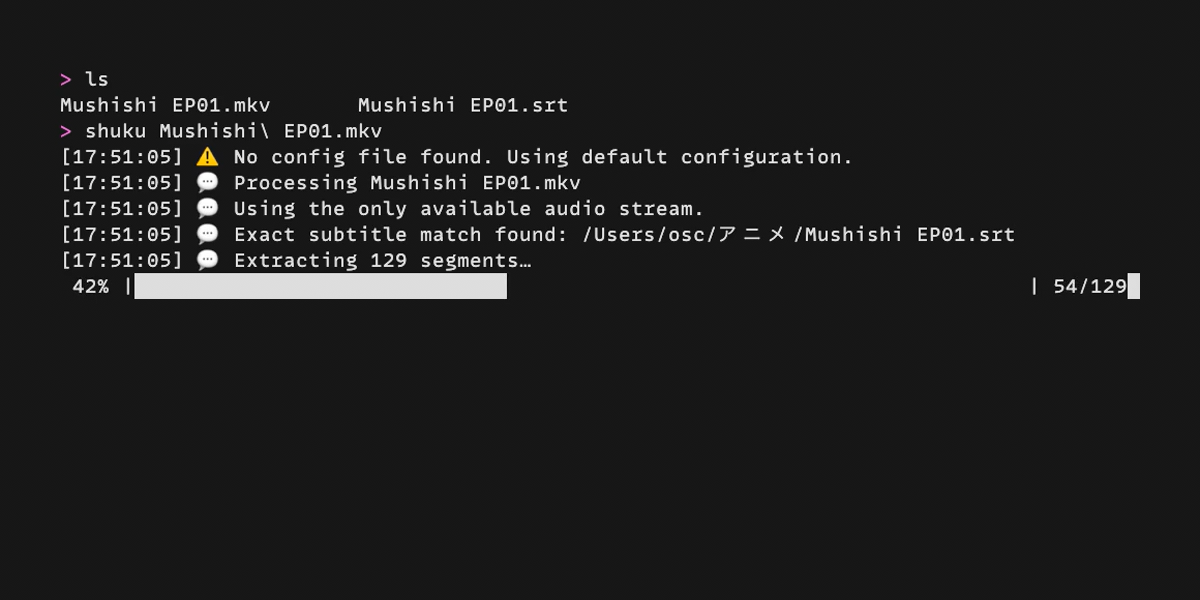 > ls
Mushishi EP01.mkv       Mushishi EP01.srt
> shuku Mushishi\ EP01.mkv
[17:51:05] ⚠️ No config file found. Using default configuration.
[17:51:05] 💬 Processing Mushishi EP01.mkv
[17:51:05] 💬 Using the only available audio stream.
[17:51:05] 💬 Exact subtitle match found: /Users/osc/アニメ/Mushishi EP01.srt
[17:51:05] 💬 Extracting 129 segments…
42% | | 54/129